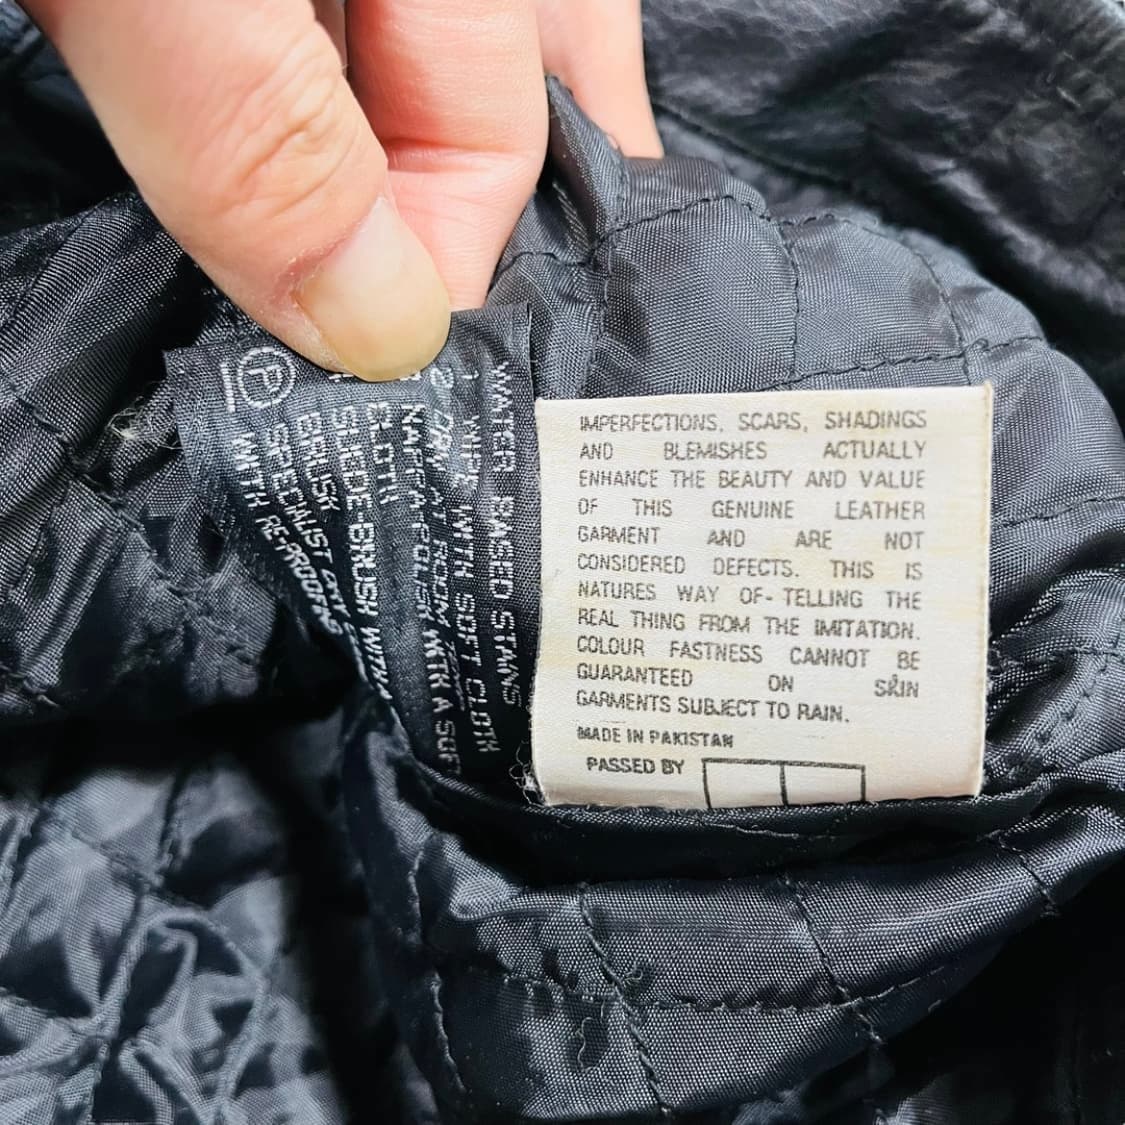 WATER BASED STAINS
1 WIPE WITH SOFT CLOTH
2 DRY AT ROOM
NAPPA-POLISH WITH A SOFT
CLOTH
SUEDE-BRUSH WITH A
BRUSH
SPECIALIST DRY
WITH RE-PROOFING
P
IMPERFECTIONS, SCARS, SHADINGS
AND BLEMISHES ACTUALLY
ENHANCE THE BEAUTY AND VALUE
OF THIS GENUINE LEATHER
GARMENT AND ARE NOT
CONSIDERED DEFECTS. THIS IS
NATURES WAY OF- TELLING THE
REAL THING FROM THE IMITATION.
COLOUR FASTNESS CANNOT BE
GUARANTEED ON SKIN
GARMENTS SUBJECT TO RAIN.
MADE IN PAKISTAN
PASSED BY